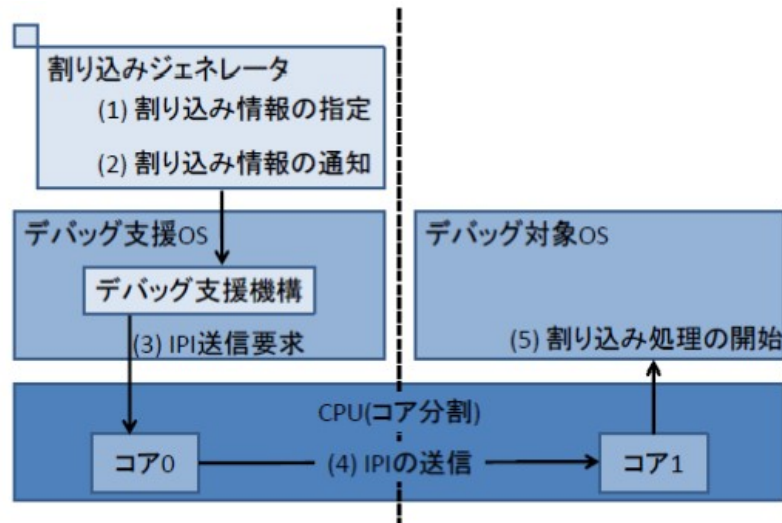 割り込みジェネレータ
(1) 割り込み情報の指定
(2) 割り込み情報の通知
デバッグ支援OS
デバッグ対象OS
デバッグ支援機構
(3) IPI送信要求
(5) 割り込み処理の開始
CPU(コア分割)
コア0
(4) IPIの送信
コア1